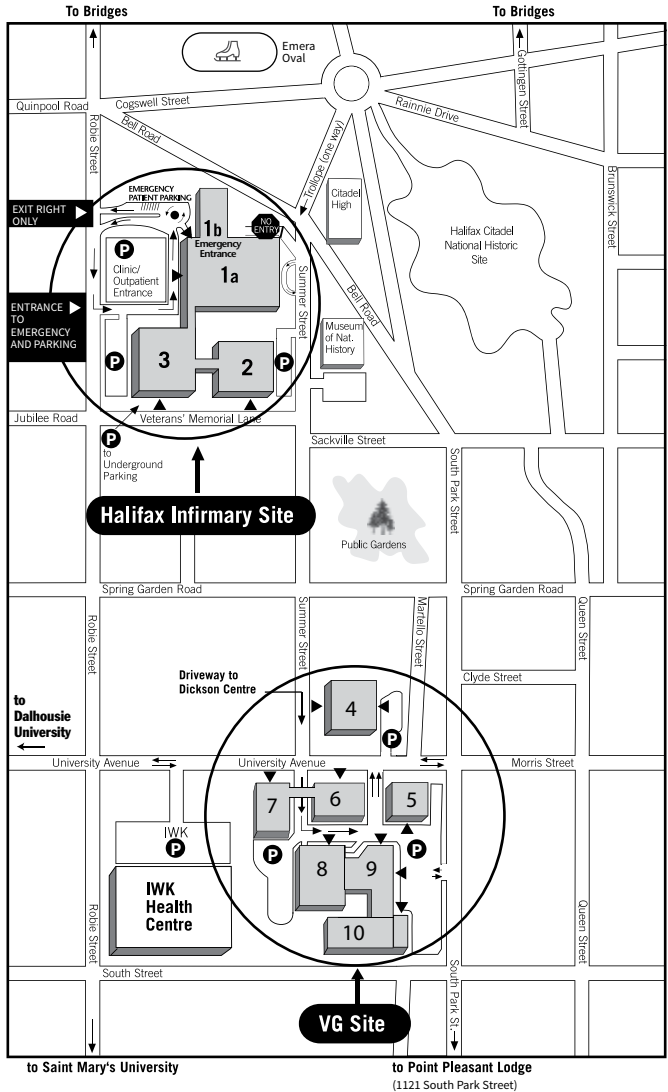 To Bridges
To Bridges
Emera
Oval
Gottingen Street
Quinpool Road
Cogswell Street
Rainnie Drive
Robie Street
Bell Road
Trollope (one way)
Brunswick Street
EMERGENCY
PATIENT PARKING
Citadel
High
EXIT RIGHT
ONLY
1b
NO
ENTRY
Halifax Citadel
National Historic
Site
P
Emergency
Entrance
Clinic/
Outpatient
Entrance
1a
Summer Street
Bell Road
ENTRANCE
TO
EMERGENCY
AND PARKING
Museum
of Nat.
History
P
3
2
P
Jubilee Road
Veterans' Memorial Lane
P
to
Underground
Parking
Sackville Street
South Park Street
Halifax Infirmary Site
Public Gardens
Spring Garden Road
Spring Garden Road
Robie Street
Summer Street
Martello Street
Queen Street
Driveway to
Dickson Centre
Clyde Street
to
Dalhousie
University
4
P
University Avenue
University Avenue
Morris Street
7
6
5
IWK
P
P
P
8
9
IWK
Health
Centre
Robie Street
Queen Street
10
South Street
South Park St.
VG Site
to Saint Mary's University
to Point Pleasant Lodge
(1121 South Park Street)